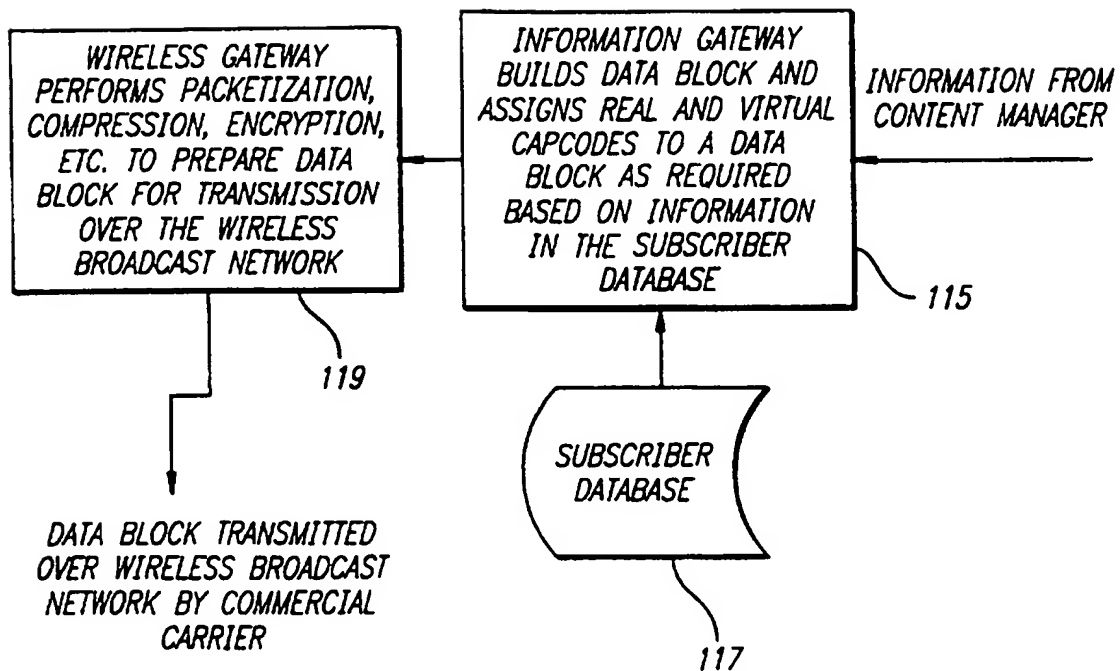 WIRELESS GATEWAY
PERFORMS PACKETIZATION,
COMPRESSION, ENCRYPTION,
ETC. TO PREPARE DATA
BLOCK FOR TRANSMISSION
OVER THE WIRELESS
BROADCAST NETWORK
119
INFORMATION GATEWAY
BUILDS DATA BLOCK AND
ASSIGNS REAL AND VIRTUAL
CAPCODES TO A DATA
BLOCK AS REQUIRED
BASED ON INFORMATION
IN THE SUBSCRIBER
DATABASE
115
INFORMATION FROM
CONTENT MANAGER
SUBSCRIBER
DATABASE
117
DATA BLOCK TRANSMITTED
OVER WIRELESS BROADCAST
NETWORK BY COMMERCIAL
CARRIER